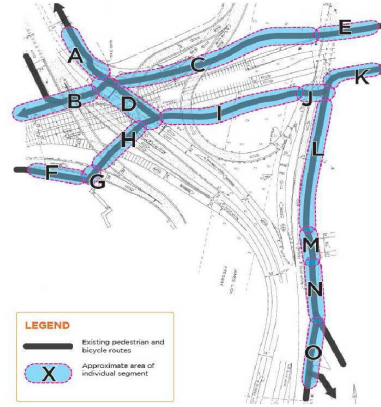 A
E
C
K
B
D
J
I
H
L
F
G
M
N
O
LEGEND
Existing pedestrian and
bicycle routes
X
Approximate area of
individual segment